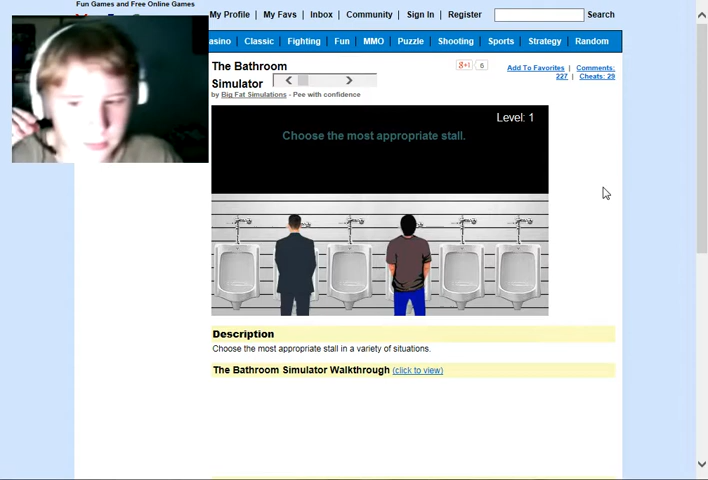 Fun Games and Free Online Games
My Profile | My Favs | Inbox | Community | Sign In | Register Search
Classic Fighting Fun MMO Puzzle Shooting Sports Strategy Random
The Bathroom
Simulator
by Big Fat Simulations - Pee with confidence
g+1 6
Add To Favorites | Comments:
227 | Cheats: 29
Level: 1
Choose the most appropriate stall.
Description
Choose the most appropriate stall in a variety of situations.
The Bathroom Simulator Walkthrough (click to view)